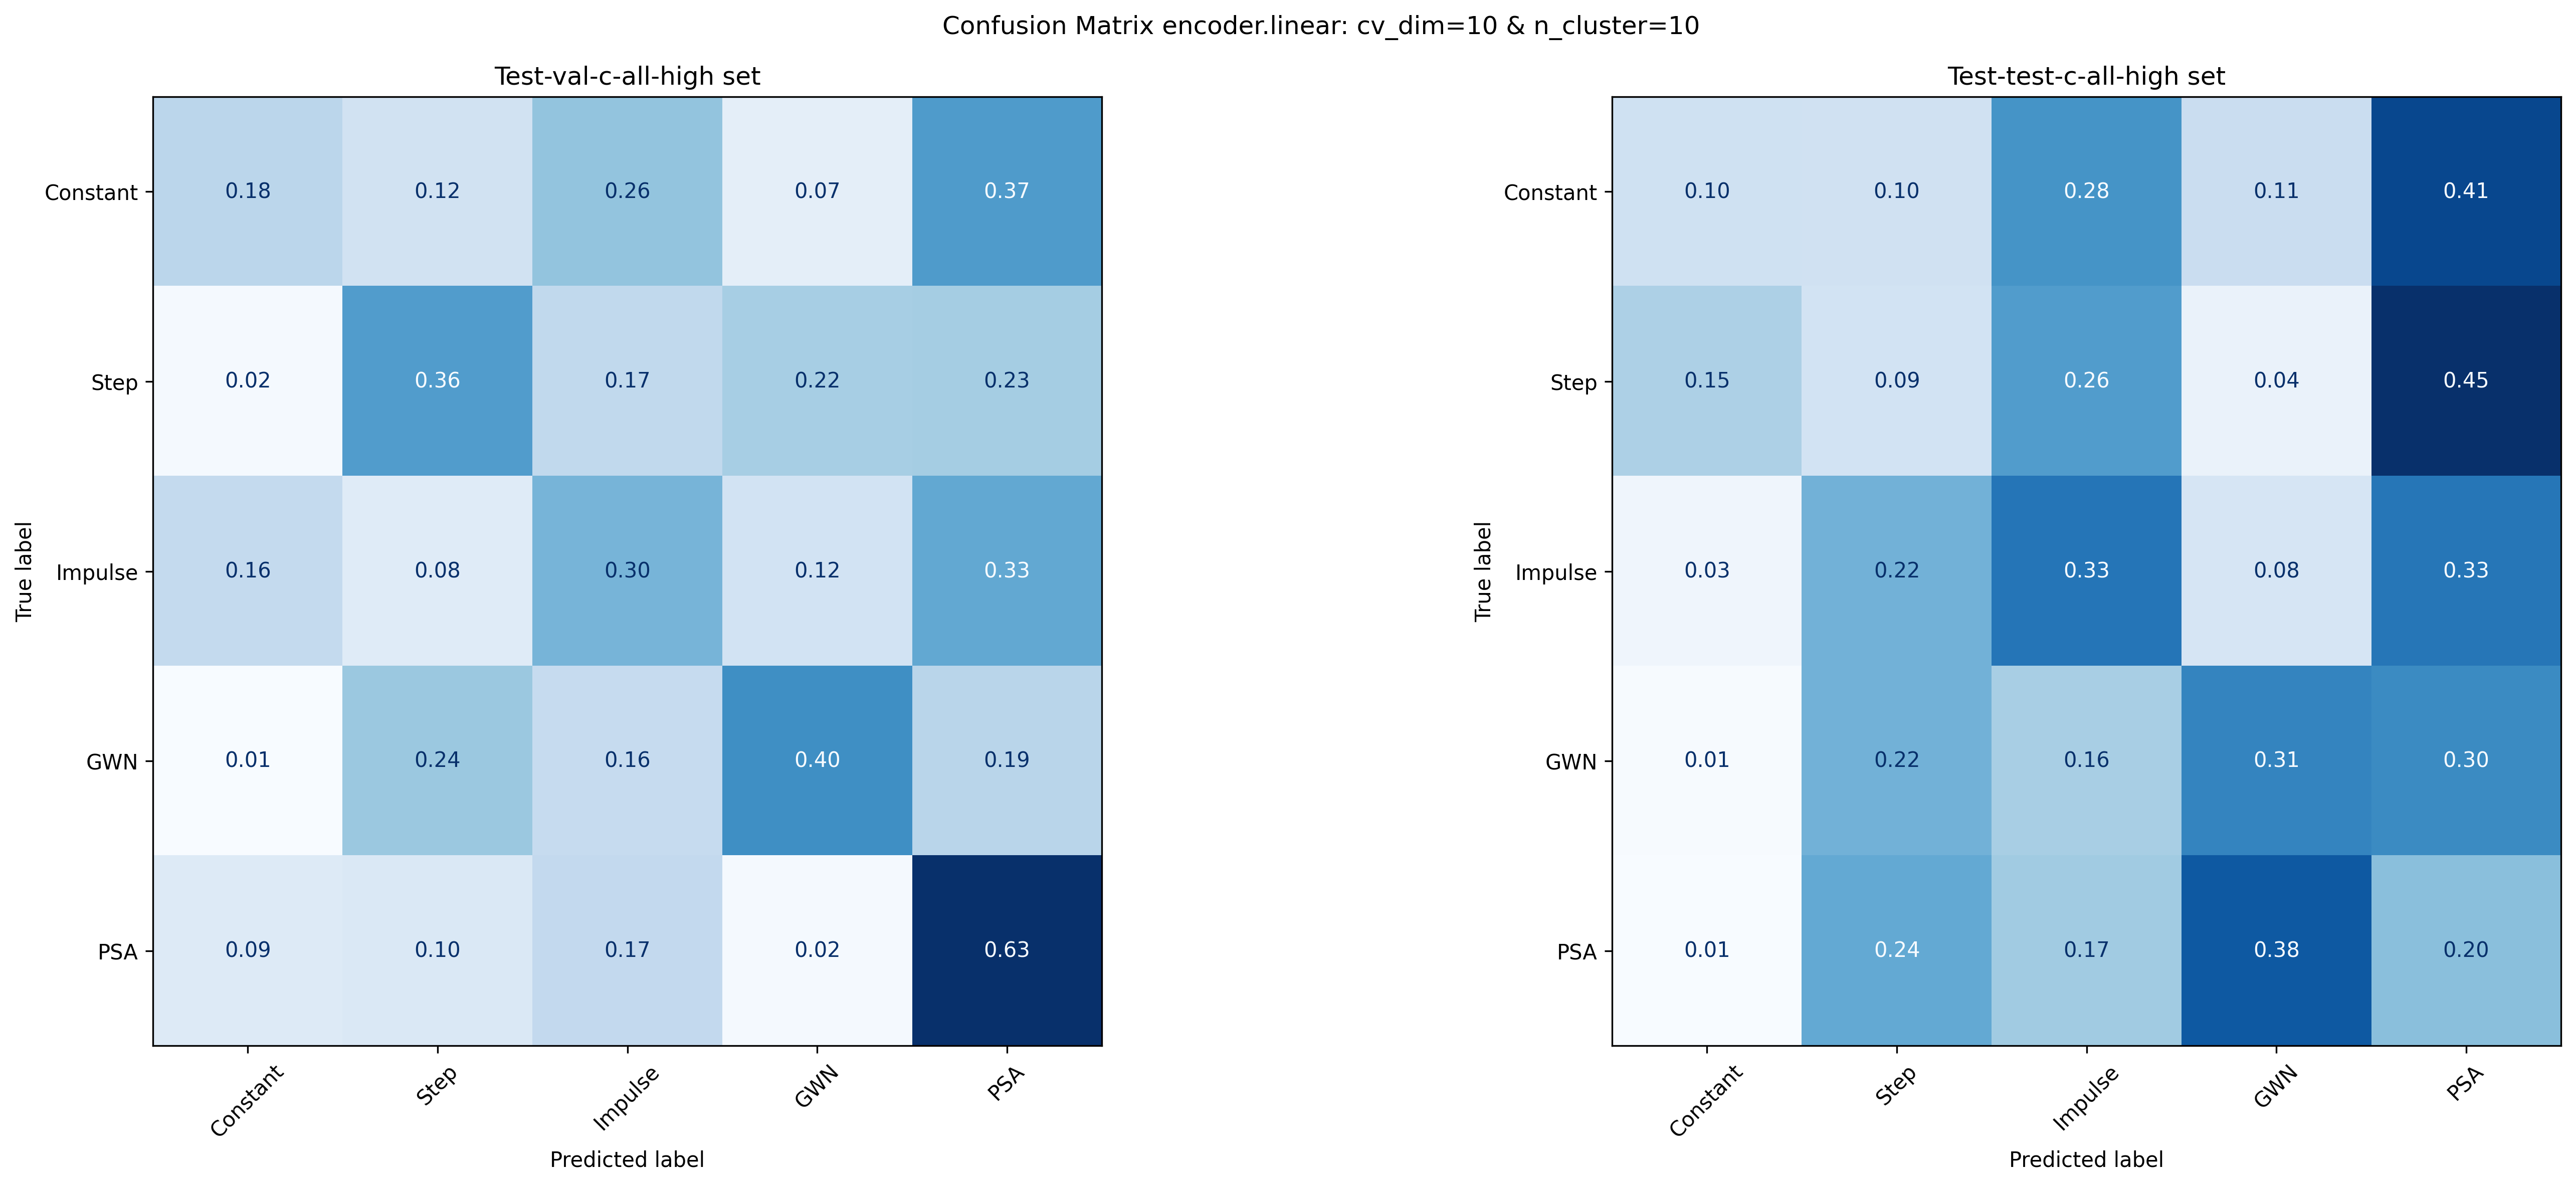 Confusion Matrix encoder.linear: cv_dim=10 & n_cluster=10
Test-val-c-all-high set
Constant 0.18 0.12 0.26 0.07 0.37
Step 0.02 0.36 0.17 0.22 0.23
Impulse 0.16 0.08 0.30 0.12 0.33
GWN 0.01 0.24 0.16 0.40 0.19
PSA 0.09 0.10 0.17 0.02 0.63
True label
Constant Step Impulse GWN PSA
Predicted label
Test-test-c-all-high set
Constant 0.10 0.10 0.28 0.11 0.41
Step 0.15 0.09 0.26 0.04 0.45
Impulse 0.03 0.22 0.33 0.08 0.33
GWN 0.01 0.22 0.16 0.31 0.30
PSA 0.01 0.24 0.17 0.38 0.20
True label
Constant Step Impulse GWN PSA
Predicted label